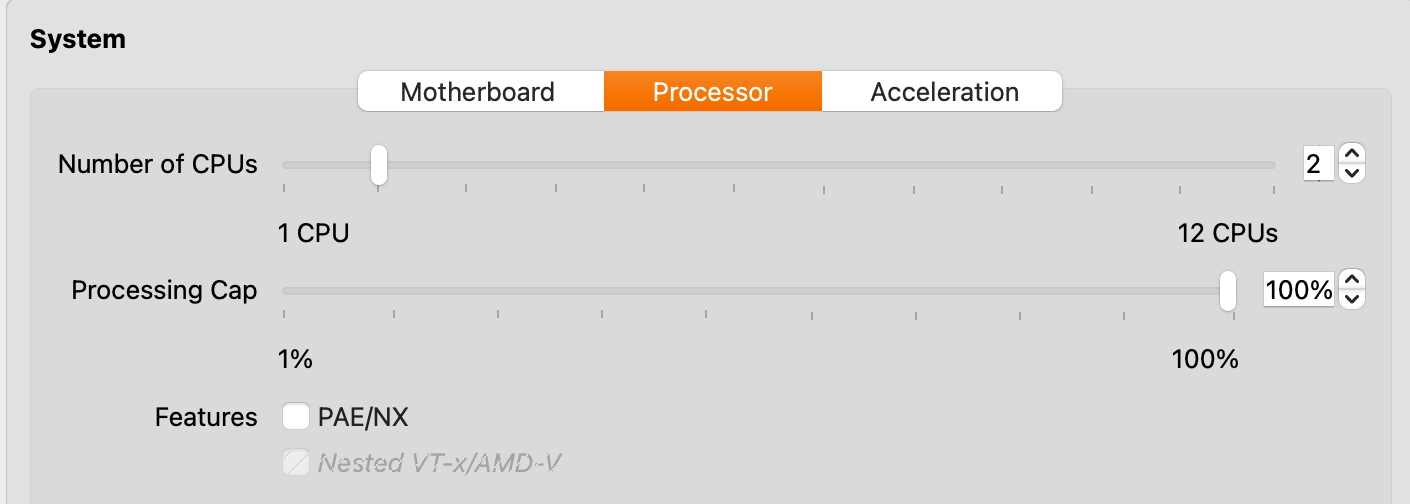 System
Motherboard Processor Acceleration
Number of CPUs 2
1 CPU 12 CPUs
Processing Cap 100%
1% 100%
Features PAE/NX
Nested VT-x/AMD-V